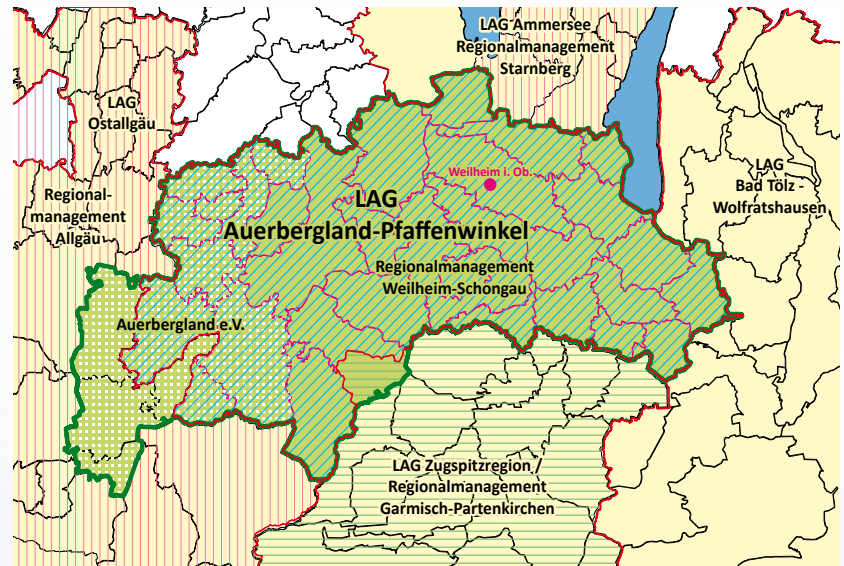 LAG Ammersee
Regionalmanagement
Starnberg
LAG
Ostallgäu
Regional-
management
Allgäu
Weilheim i. Ob.
LAG
Bad Tölz -
Wolfratshausen
LAG
Auerbergland-Pfaffenwinkel
Regionalmanagement
Weilheim-Schongau
Auerbergland e.V.
LAG Zugspitzregion /
Regionalmanagement
Garmisch-Partenkirchen